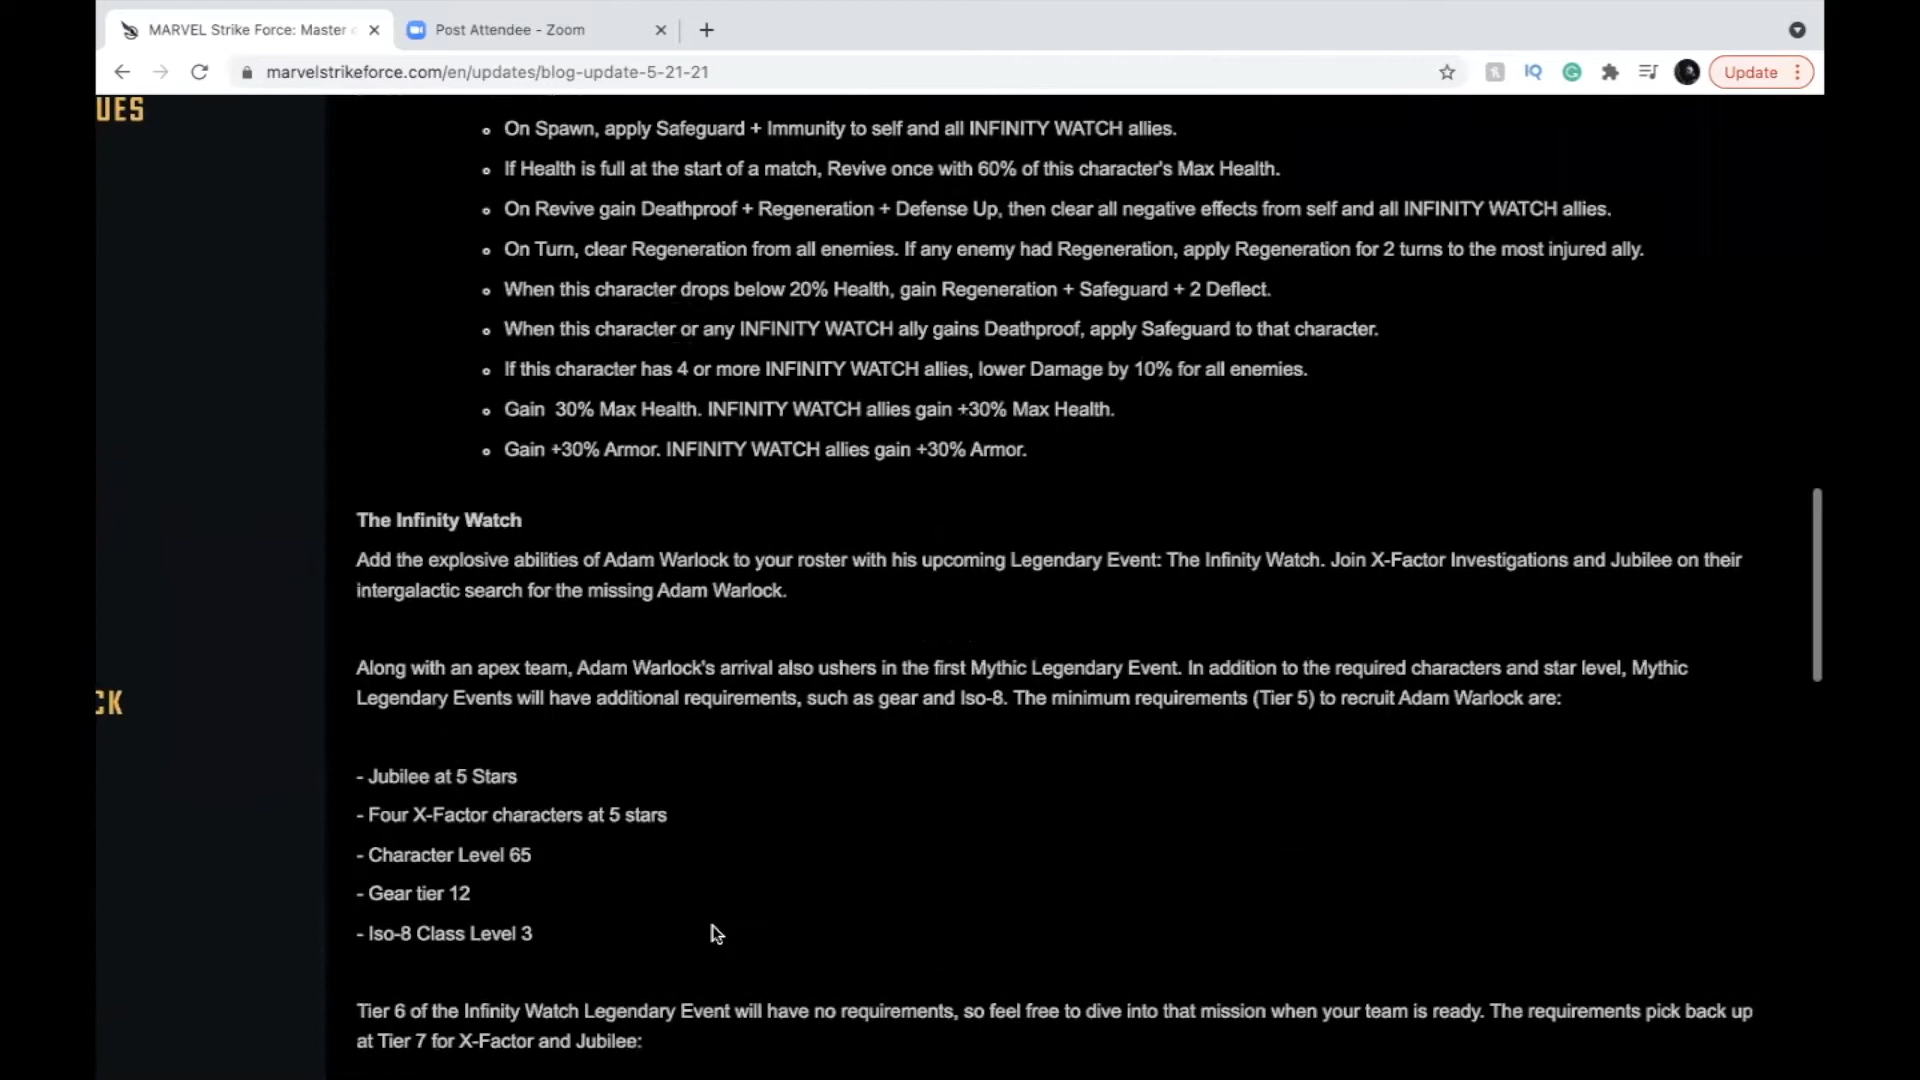 MARVEL Strike Force: Master
Post Attendee - Zoom
marvelstrikeforce.com/en/updates/blog-update-5-21-21
IQ
Update
UES
On Spawn, apply Safeguard + Immunity to self and all INFINITY WATCH allies.
If Health is full at the start of a match, Revive once with 60% of this character's Max Health.
On Revive gain Deathproof + Regeneration + Defense Up, then clear all negative effects from self and all INFINITY WATCH allies.
On Turn, clear Regeneration from all enemies. If any enemy had Regeneration, apply Regeneration for 2 turns to the most injured ally.
When this character drops below 20% Health, gain Regeneration + Safeguard + 2 Deflect.
When this character or any INFINITY WATCH ally gains Deathproof, apply Safeguard to that character.
If this character has 4 or more INFINITY WATCH allies, lower Damage by 10% for all enemies.
Gain  30% Max Health. INFINITY WATCH allies gain +30% Max Health.
Gain +30% Armor. INFINITY WATCH allies gain +30% Armor.
The Infinity Watch
Add the explosive abilities of Adam Warlock to your roster with his upcoming Legendary Event: The Infinity Watch. Join X-Factor Investigations and Jubilee on their
intergalactic search for the missing Adam Warlock.
Along with an apex team, Adam Warlock's arrival also ushers in the first Mythic Legendary Event. In addition to the required characters and star level, Mythic
Legendary Events will have additional requirements, such as gear and Iso-8. The minimum requirements (Tier 5) to recruit Adam Warlock are:
CK
- Jubilee at 5 Stars
- Four X-Factor characters at 5 stars
- Character Level 65
- Gear tier 12
- Iso-8 Class Level 3
Tier 6 of the Infinity Watch Legendary Event will have no requirements, so feel free to dive into that mission when your team is ready. The requirements pick back up
at Tier 7 for X-Factor and Jubilee: